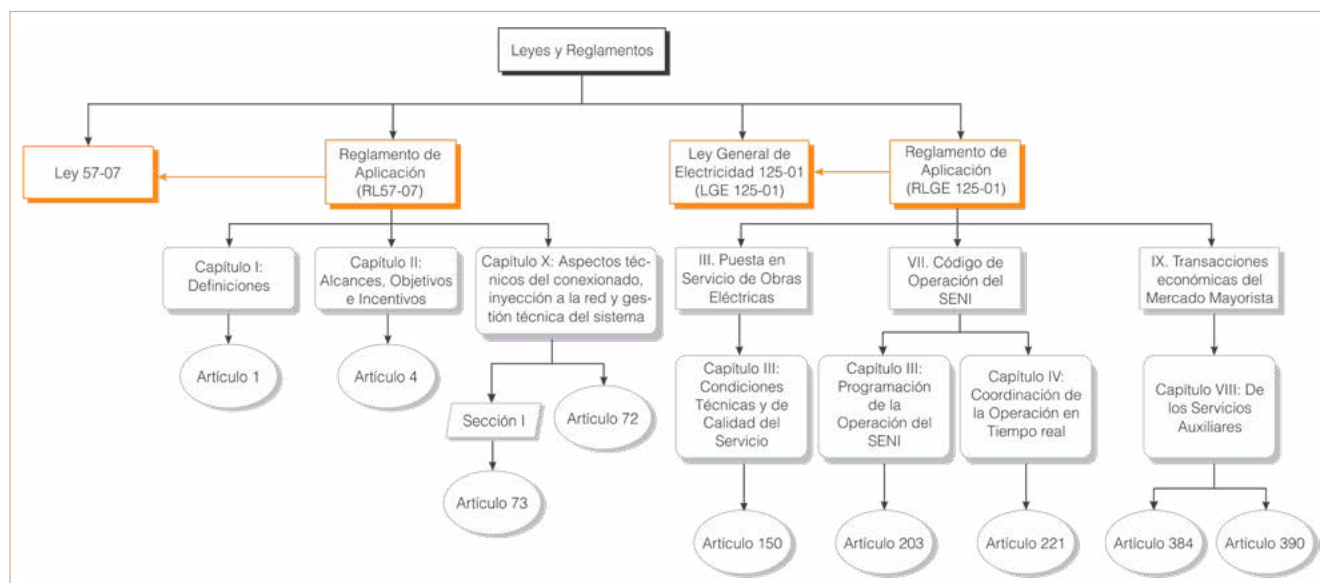 Leyes y Reglamentos
Ley 57-07
Reglamento de
Aplicación
(RL57-07)
Ley General de
Electricidad 125-01
(LGE 125-01)
Reglamento de
Aplicación
(RLGE 125-01)
Capítulo I:
Definiciones
Capítulo II:
Alcances, Objetivos
e Incentivos
Capítulo X: Aspectos téc-
nicos del conexionado,
inyección a la red y ges-
tión técnica del sistema
III. Puesta en
Servicio de Obras
Eléctricas
VII. Código de
Operación del
SENI
IX. Transacciones
económicas del
Mercado Mayorista
Artículo 1
Artículo 4
Sección I
Artículo 72
Artículo 73
Capítulo III:
Condiciones
Técnicas y de
Calidad del
Servicio
Capítulo III:
Programación
de la
Operación del
SENI
Capítulo IV:
Coordinación de
la Operación en
Tiempo real
Capítulo VIII: De
los Servicios
Auxiliares
Artículo 150
Artículo 203
Artículo 221
Artículo 384
Artículo 390